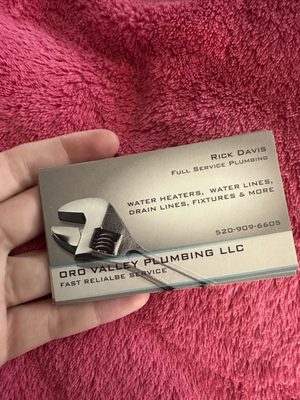 Rick Davis
Full Service Plumbing
Water Heaters, Water Lines,
Drain Lines, Fixtures & More
520-909-6605
Oro Valley Plumbing LLC
Fast Relialbe Service